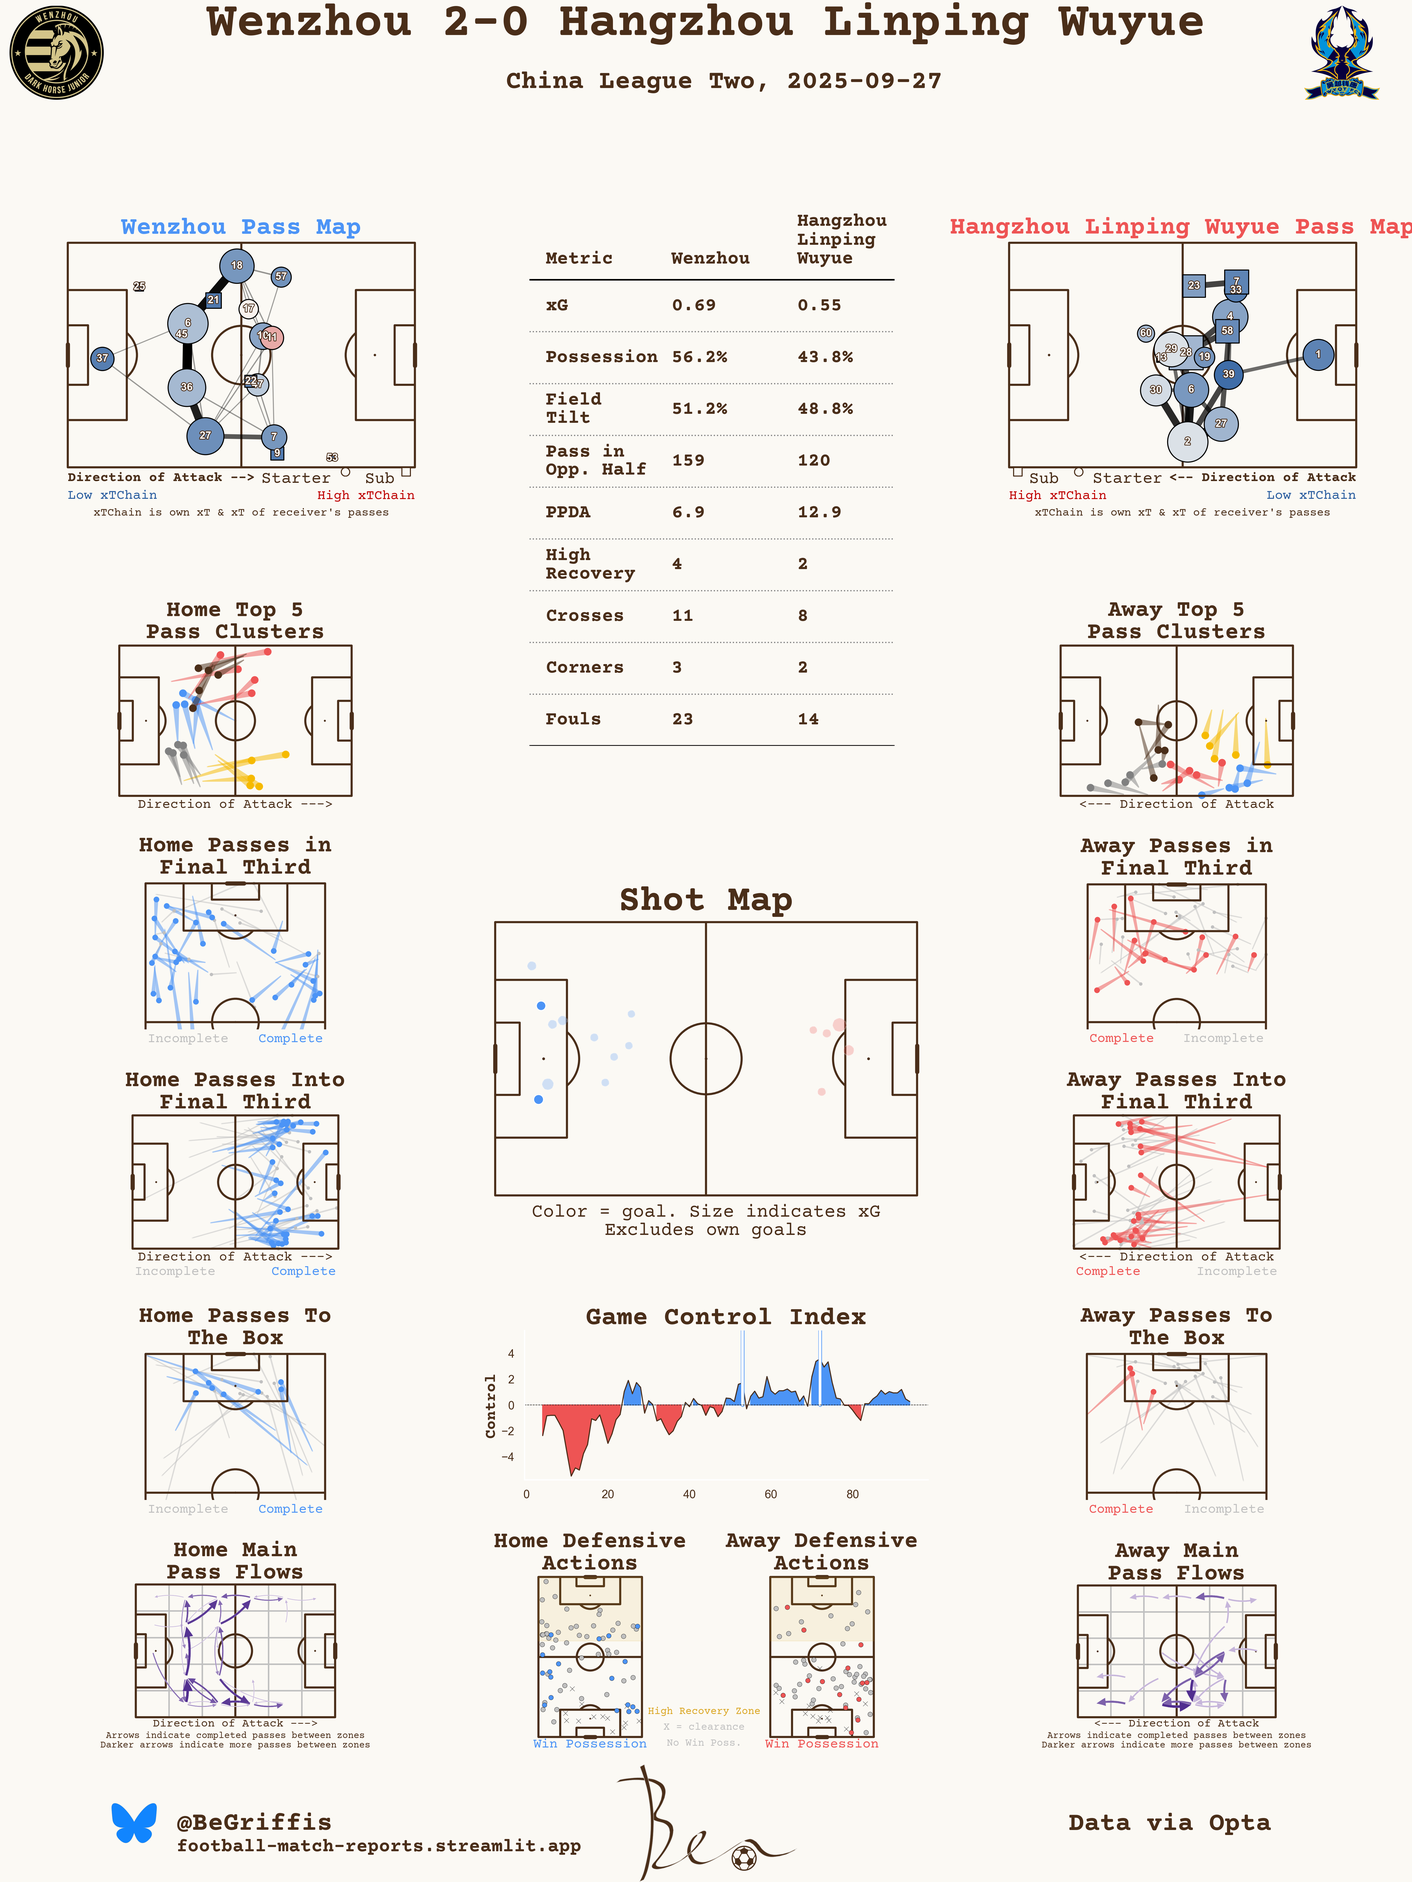 Wenzhou 2-0 Hangzhou Linping Wuyue
China League Two, 2025-09-27
WENZHOU
DARK HORSE JUNIOR
Wenzhou Pass Map
18
57
25
21
17
6
45
10
11
37
22
47
36
27
7
9
53
Direction of Attack --> Starter Sub
Low xTChain High xTChain
xTChain is own xT & xT of receiver's passes
Metric Wenzhou Hangzhou Linping Wuyue
xG 0.69 0.55
Possession 56.2% 43.8%
Field Tilt 51.2% 48.8%
Pass in Opp. Half 159 120
PPDA 6.9 12.9
High Recovery 4 2
Crosses 11 8
Corners 3 2
Fouls 23 14
Hangzhou Linping Wuyue Pass Map
23
7
33
4
58
60
29
28
13
19
1
39
30
6
27
2
Sub Starter <-- Direction of Attack
High xTChain Low xTChain
xTChain is own xT & xT of receiver's passes
Home Top 5
Pass Clusters
Direction of Attack --->
Away Top 5
Pass Clusters
<--- Direction of Attack
Home Passes in
Final Third
Incomplete Complete
Shot Map
Color = goal. Size indicates xG
Excludes own goals
Away Passes in
Final Third
Complete Incomplete
Home Passes Into
Final Third
Direction of Attack --->
Incomplete Complete
Away Passes Into
Final Third
<--- Direction of Attack
Complete Incomplete
Home Passes To
The Box
Incomplete Complete
Game Control Index
Control
4
2
0
−2
−4
0 20 40 60 80
Away Passes To
The Box
Complete Incomplete
Home Main
Pass Flows
Direction of Attack --->
Arrows indicate completed passes between zones
Darker arrows indicate more passes between zones
Home Defensive
Actions
Win Possession
High Recovery Zone
X = clearance
No Win Poss.
Away Defensive
Actions
Win Possession
Away Main
Pass Flows
<--- Direction of Attack
Arrows indicate completed passes between zones
Darker arrows indicate more passes between zones
@BeGriffis
football-match-reports.streamlit.app
Ben
Data via Opta